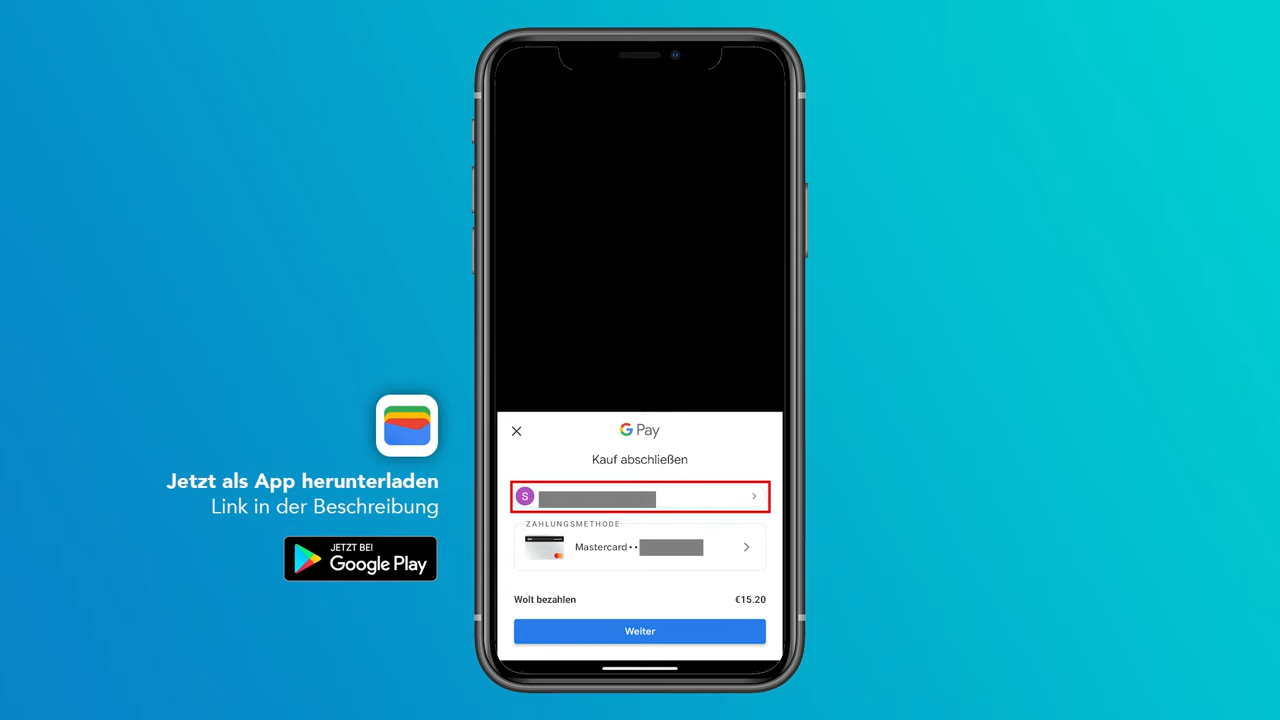 G Pay
Kauf abschließen
S
ZAHLUNGSMETHODE
Mastercard ••
Wolt bezahlen €15.20
Weiter
Jetzt als App herunterladen
Link in der Beschreibung
JETZT BEI
Google Play